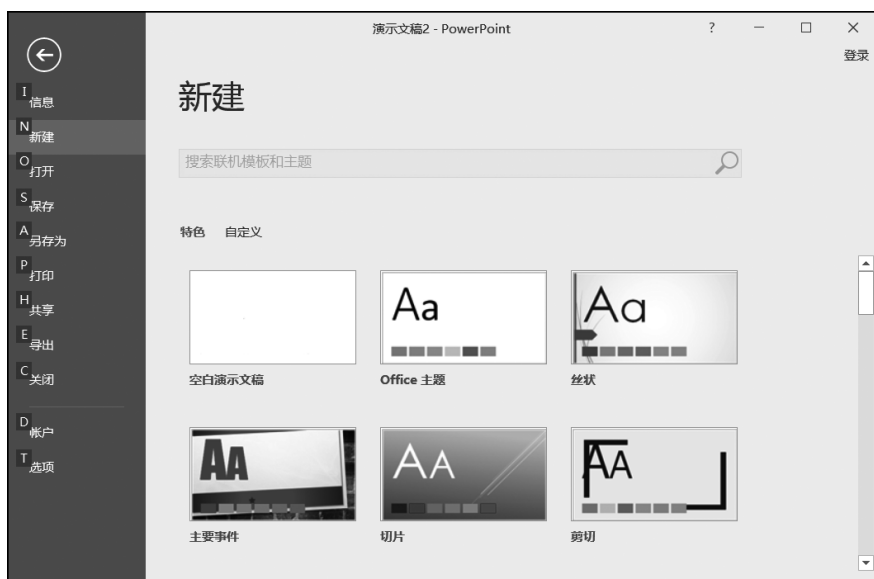 演示文稿2 - PowerPoint
?
登录
I
信息
N
新建
O
打开
S
保存
A
另存为
P
打印
H
共享
E
导出
C
关闭
D
帐户
T
选项
新建
搜索联机模板和主题
特色 自定义
Aa Aa
空白演示文稿 Office 主题 丝状
AA AA AA
主要事件 切片 剪切